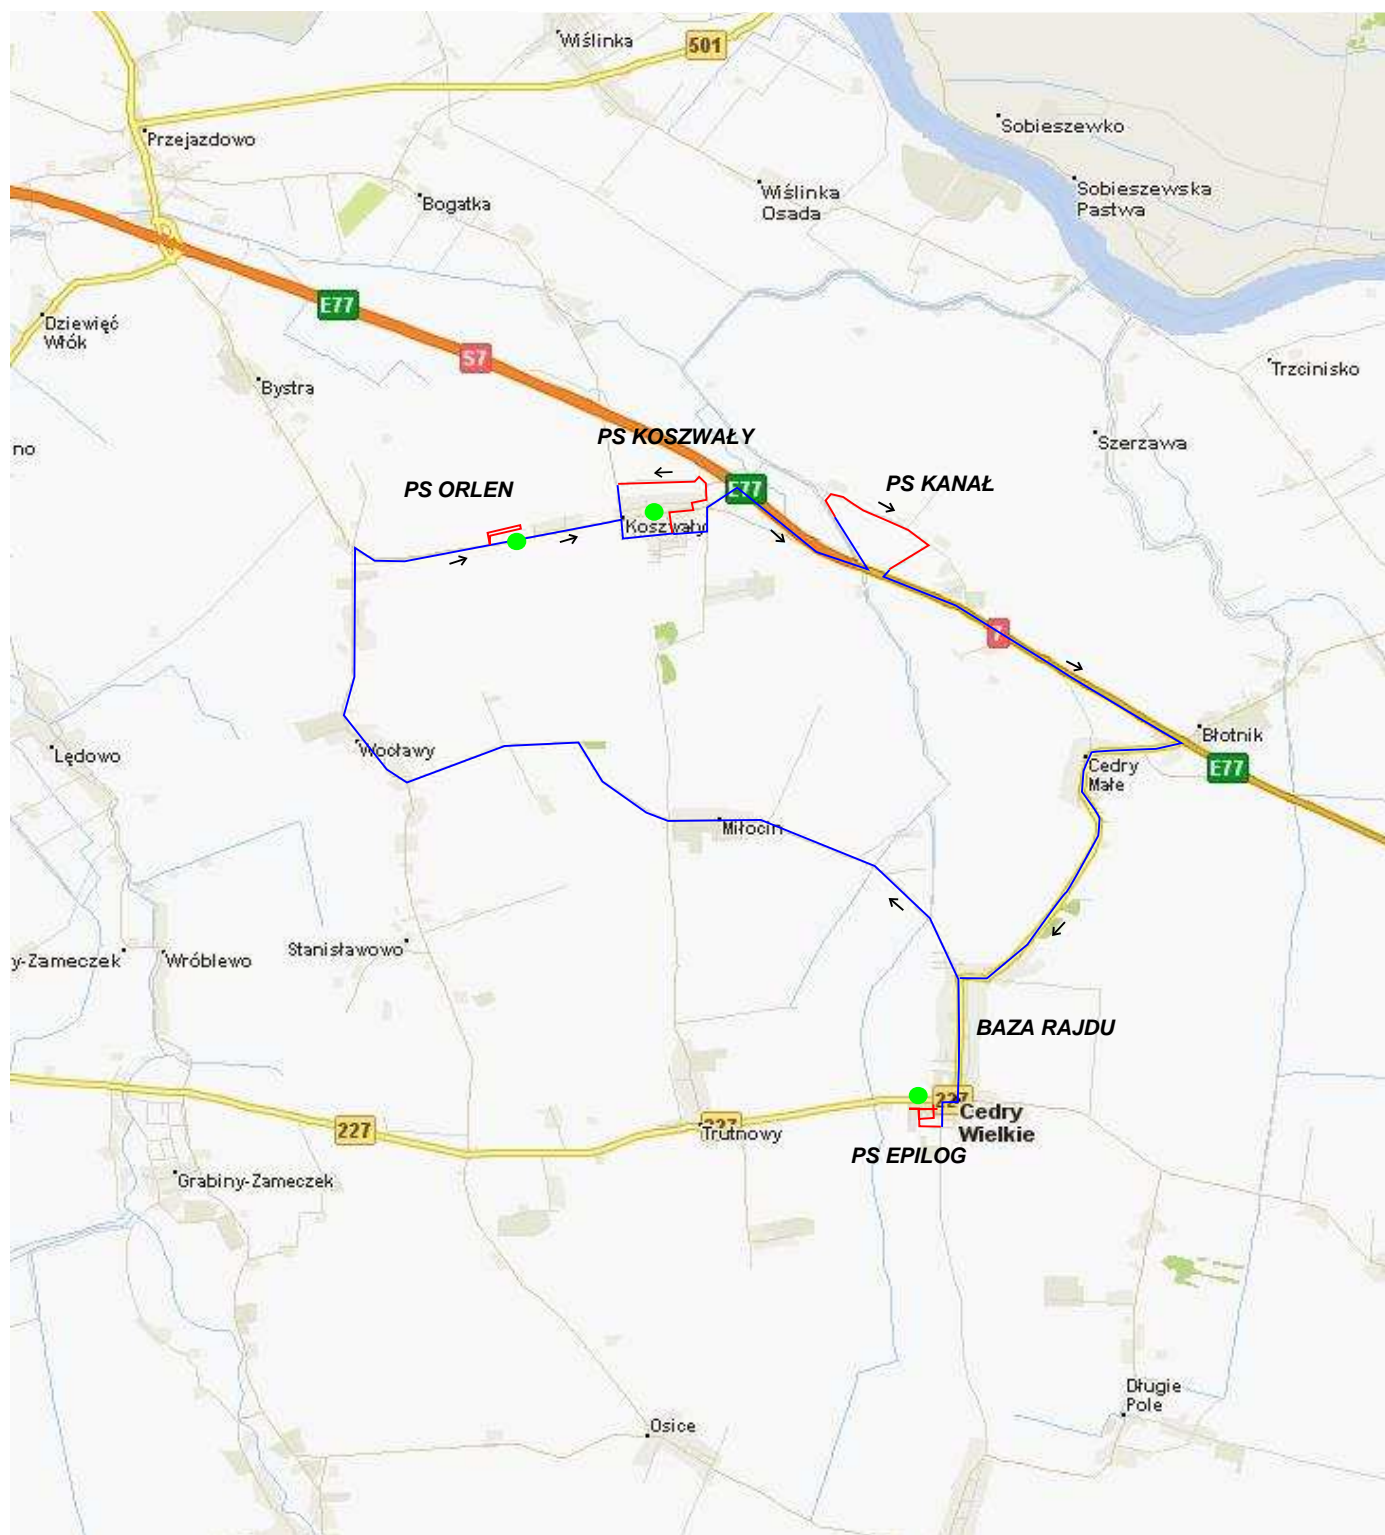 Wiślinka
501
Przejazdowo
Sobieszewko
Bogatka
Wiślinka
Osada
Sobieszewska
Pastwa
E77
Dziewięć
Włók
S7
Bystra
Trzcinisko
no
PS KOSZWAŁY
Szerzawa
PS ORLEN
E77
PS KANAŁ
Koszwały
7
Lędowo
Wocławy
Błotnik
Cedry
Małe
E77
Miłocin
Stanisławowo
y-Zameczek
Wróblewo
BAZA RAJDU
227
Cedry
Wielkie
227
227
Trutnowy
PS EPILOG
Grabiny-Zameczek
Długie
Pole
Osice